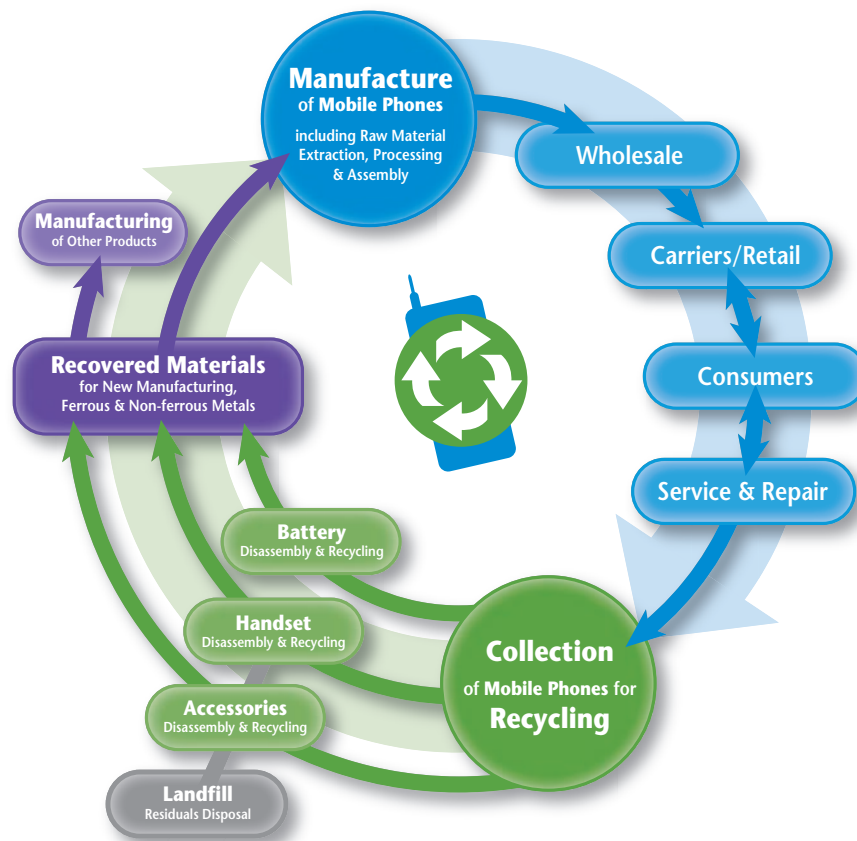 Manufacture
of Mobile Phones
including Raw Material
Extraction, Processing
& Assembly
Wholesale
Carriers/Retail
Consumers
Service & Repair
Collection
of Mobile Phones for
Recycling
Battery
Disassembly & Recycling
Handset
Disassembly & Recycling
Accessories
Disassembly & Recycling
Landfill
Residuals Disposal
Recovered Materials
for New Manufacturing,
Ferrous & Non-ferrous Metals
Manufacturing
of Other Products